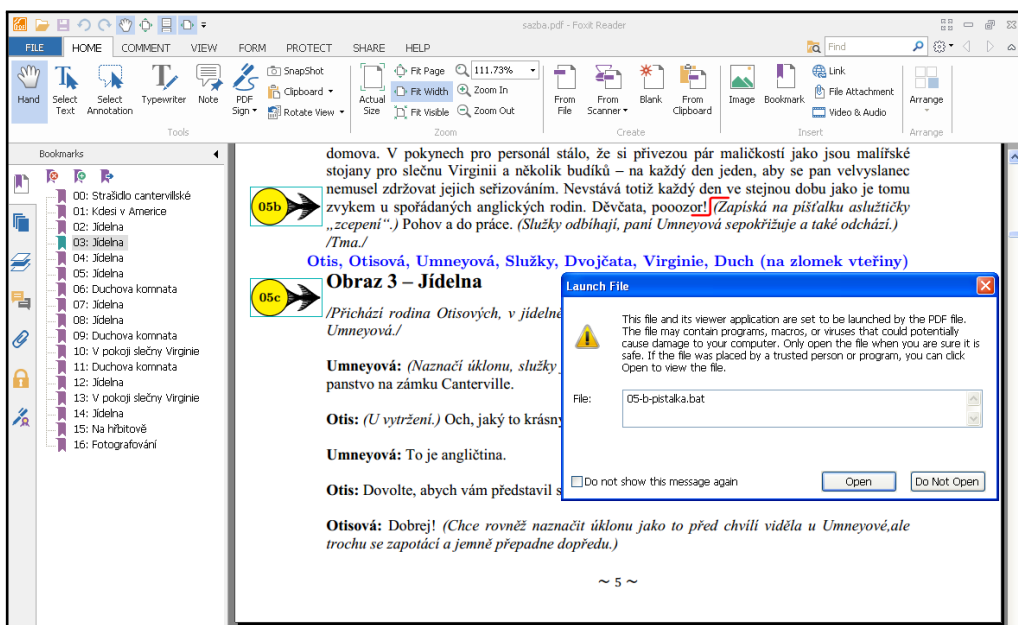 sazba.pdf - Foxit Reader
FILE HOME COMMENT VIEW FORM PROTECT SHARE HELP
Find
Hand
Select Text
Select Annotation
Typewriter
Note
PDF Sign
SnapShot
Clipboard
Rotate View
Actual Size
Fit Page
Fit Width
Fit Visible
111.73%
Zoom In
Zoom Out
From File
From Scanner
Blank
From Clipboard
Image
Bookmark
Link
File Attachment
Video & Audio
Arrange
Tools Zoom Create Insert Arrange
Bookmarks
00: Strašidlo cantervillské
01: Kdesi v Americe
02: Jídelna
03: Jídelna
04: Jídelna
05: Jídelna
06: Duchova komnata
07: Jídelna
08: Jídelna
09: Duchova komnata
10: V pokoji slečny Virginie
11: Duchova komnata
12: Jídelna
13: V pokoji slečny Virginie
14: Jídelna
15: Na hřbitově
16: Fotografování
domova. V pokynech pro personál stálo, že si přivezou pár maličkostí jako jsou malířské
stojany pro slečnu Virginii a několik budíků – na každý den jeden, aby se pan velvyslanec
nemusel zdržovat jejich seřizováním. Nevstává totiž každý den ve stejnou dobu jako je tomu
05b
zvykem u spořádaných anglických rodin. Děvčata, pooozor! (Zapíská na píšťalku aslužtičky
„zcepení“.) Pohov a do práce. (Služky odbíhají, paní Umneyová sepokřižuje a také odchází.)
/Tma./
Otis, Otisová, Umneyová, Služky, Dvojčata, Virginie, Duch (na zlomek vteřiny)
05c
Obraz 3 – Jídelna
/Přichází rodina Otisových, v jídelně
Umneyová./
Umneyová: (Naznačí úklonu, služky
panstvo na zámku Canterville.
Otis: (U vytržení.) Och, jaký to krásný
Umneyová: To je angličtina.
Otis: Dovolte, abych vám představil
Otisová: Dobrej! (Chce rovněž naznačit úklonu jako to před chvílí viděla u Umneyové,ale
trochu se zapotácí a jemně přepadne dopředu.)
~ 5 ~
Launch File
This file and its viewer application are set to be launched by the PDF file.
The file may contain programs, macros, or viruses that could potentially
cause damage to your computer. Only open the file when you are sure it is
safe. If the file was placed by a trusted person or program, you can click
Open to view the file.
File:
05-b-pistalka.bat
Do not show this message again
Open
Do Not Open